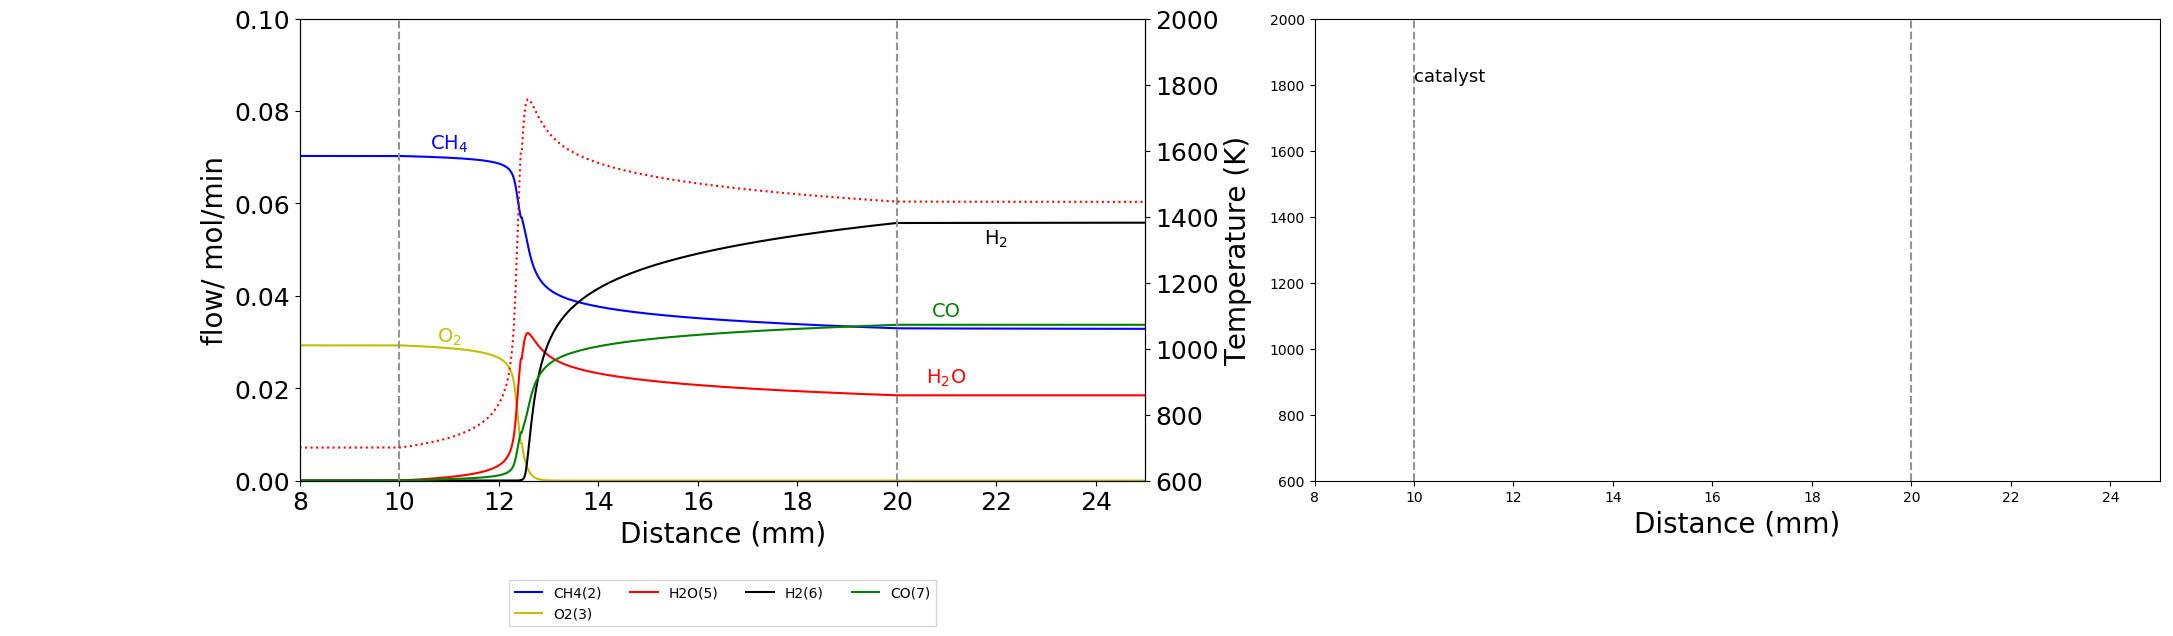 0.10
0.08
0.06
0.04
0.02
0.00
flow/ mol/min
CH₄
O₂
H₂
CO
H₂O
2000
1800
1600
1400
1200
1000
800
600
Temperature (K)
8 10 12 14 16 18 20 22 24
Distance (mm)
CH4(2) H2O(5) H2(6) CO(7)
O2(3)
2000
1800
1600
1400
1200
1000
800
600
catalyst
8 10 12 14 16 18 20 22 24
Distance (mm)